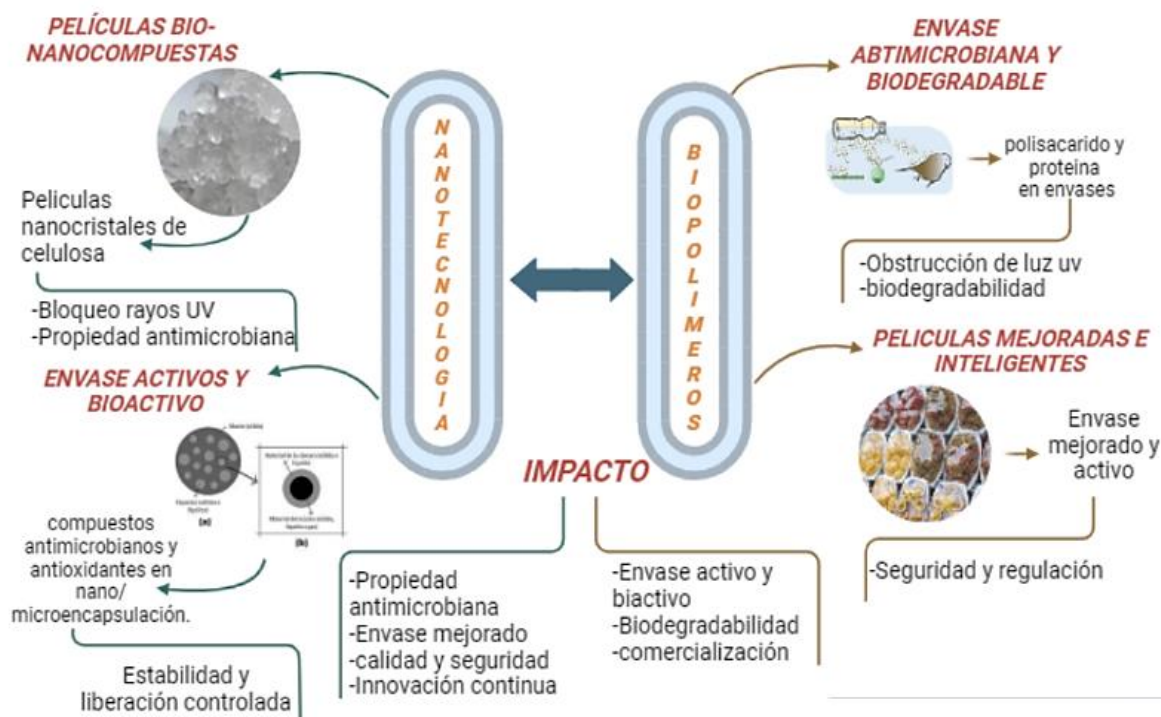 PELÍCULAS BIO-
NANOCOMPUESTAS
Peliculas
nanocristales de
celulosa
-Bloqueo rayos UV
-Propiedad antimicrobiana
ENVASE ACTIVOS Y
BIOACTIVO
(a)
(b)
compuestos
antimicrobianos y
antioxidantes en
nano/
microencapsulación.
Estabilidad y
liberación controlada
NANOTECNOLOGIA
BIOPOLIMEROS
IMPACTO
-Propiedad
antimicrobiana
-Envase mejorado
-calidad y seguridad
-Innovación continua
-Envase activo y
biactivo
-Biodegradabilidad
-comercialización
ENVASE
ABTIMICROBIANA Y
BIODEGRADABLE
polisacarido y
proteina
en envases
-Obstrucción de luz uv
-biodegradabilidad
PELICULAS MEJORADAS E
INTELIGENTES
Envase
mejorado y
activo
-Seguridad y regulación